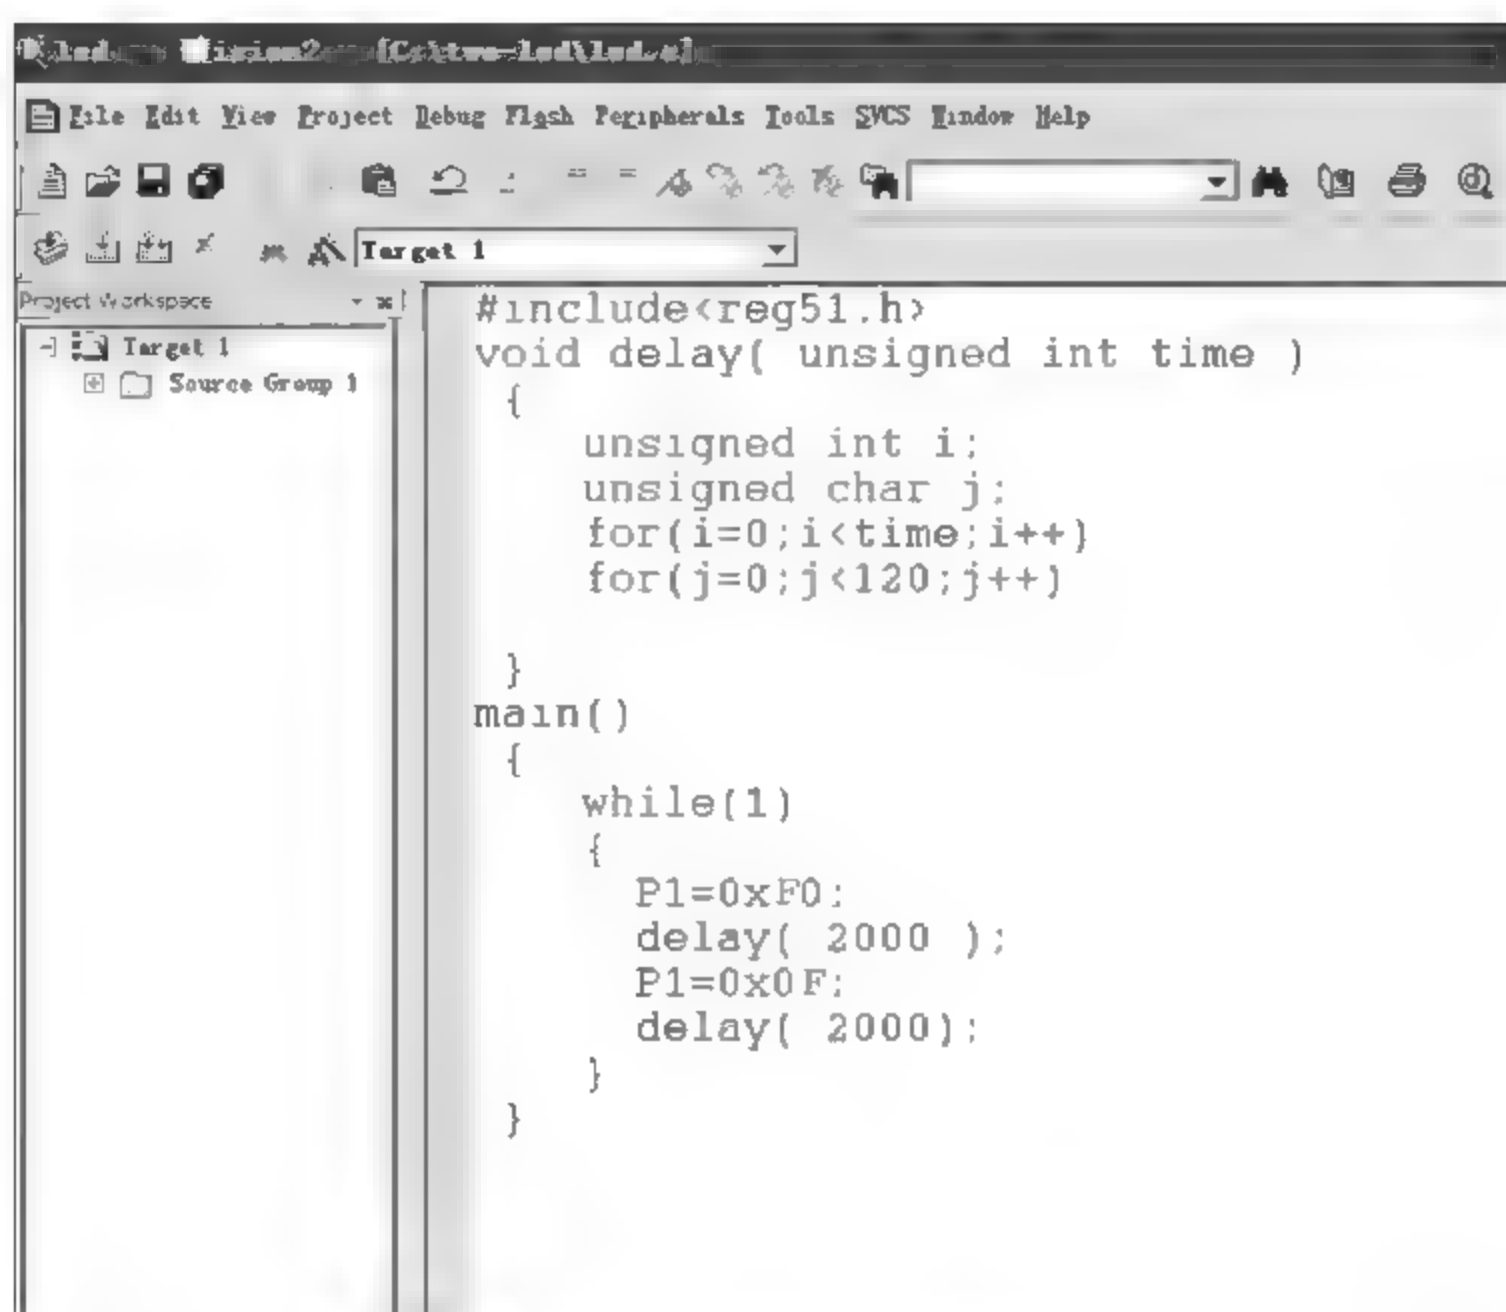 File Edit View Project Debug Flash Peripherals Tools SVCS Window Help
Target 1
Project Workspace
Target 1
Source Group 1
#include<reg51.h>
void delay( unsigned int time )
{
unsigned int i;
unsigned char j;
for(i=0;i<time;i++)
for(j=0;j<120;j++)
}
main()
{
while(1)
{
P1=0xF0;
delay( 2000 );
P1=0x0F;
delay( 2000);
}
}